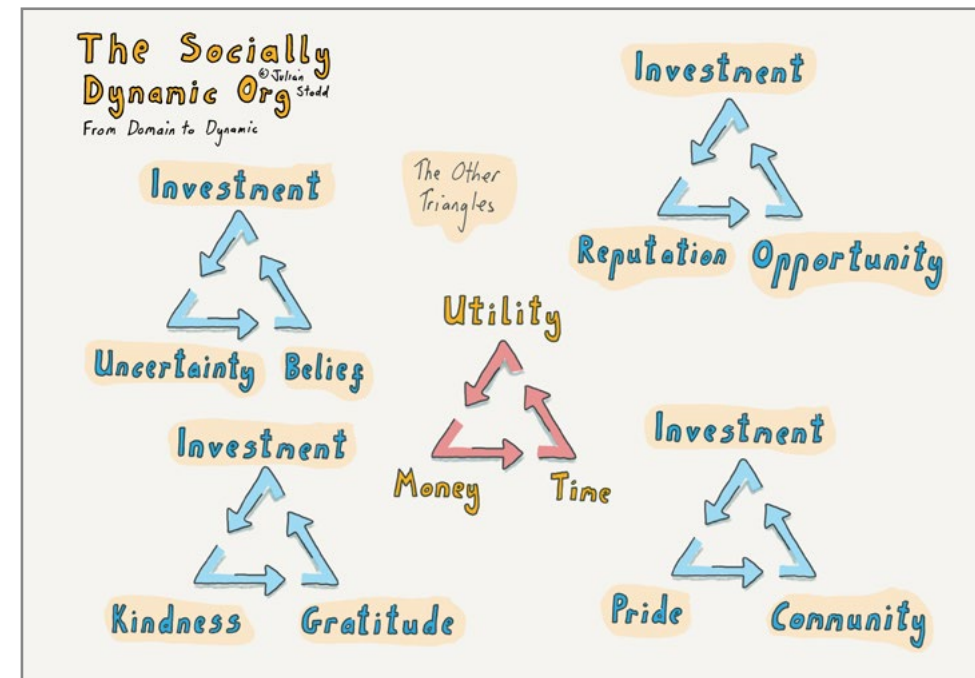 The Socially
Dynamic Org
© Julian
Stodd
From Domain to Dynamic
The Other
Triangles
Investment
Uncertainty Belief
Investment
Reputation Opportunity
Utility
Money Time
Investment
Kindness Gratitude
Investment
Pride Community